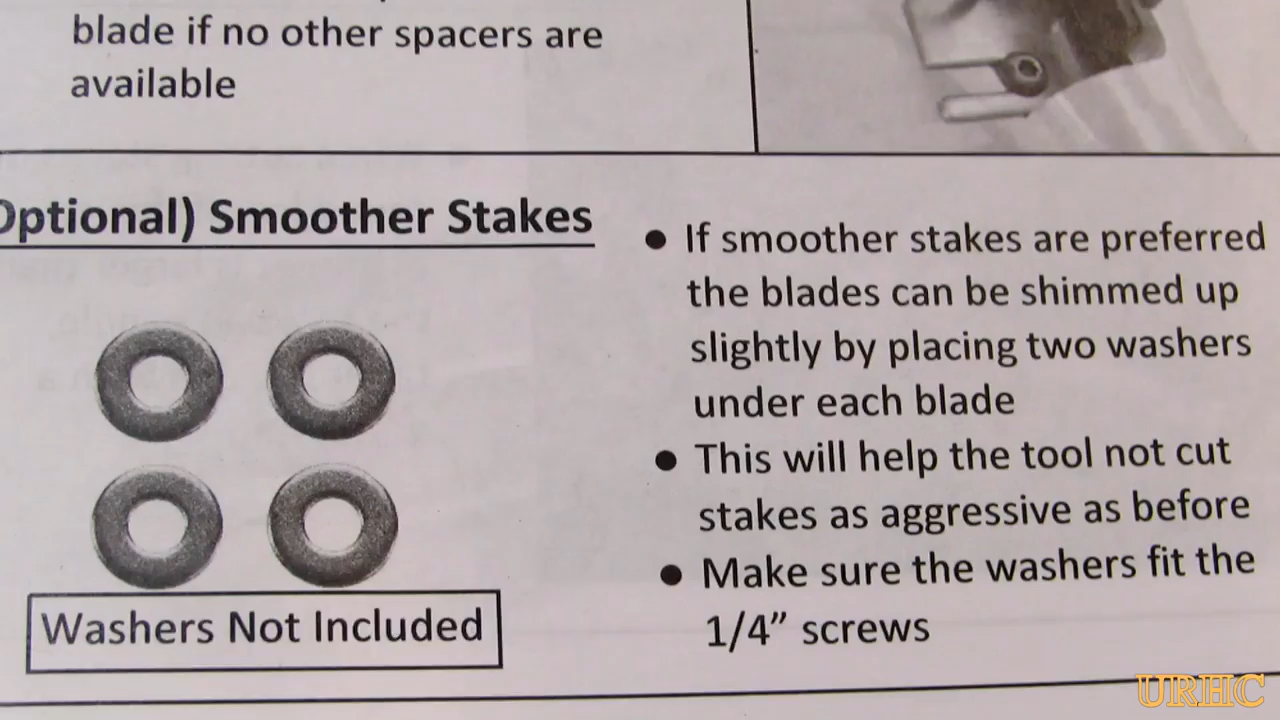 blade if no other spacers are
available
Optional) Smoother Stakes
● If smoother stakes are preferred
the blades can be shimmed up
slightly by placing two washers
under each blade
● This will help the tool not cut
stakes as aggressive as before
● Make sure the washers fit the
1/4” screws
Washers Not Included
URHC